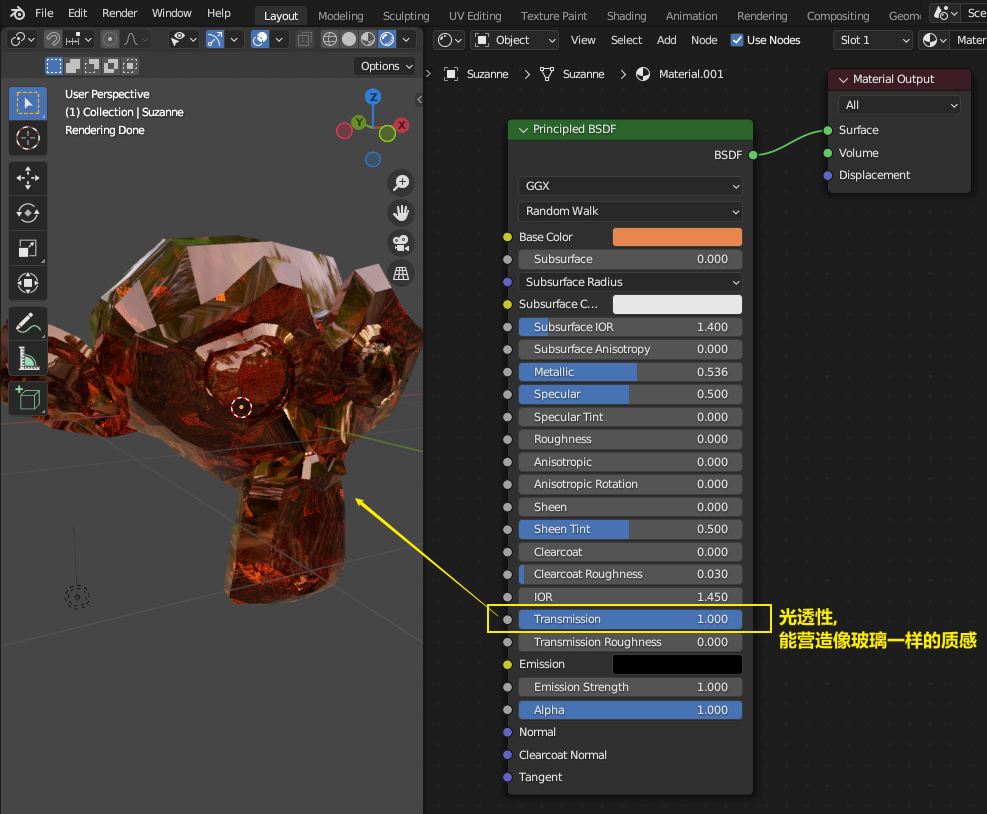 File Edit Render Window Help Layout Modeling Sculpting UV Editing Texture Paint Shading Animation Rendering Compositing Geom Sce
Object View Select Add Node Use Nodes Slot 1 Mater
Options
User Perspective
(1) Collection | Suzanne
Rendering Done
Z
Y
X
Suzanne Suzanne Material.001
Material Output
All
Surface
Volume
Displacement
Principled BSDF
BSDF
GGX
Random Walk
Base Color
Subsurface 0.000
Subsurface Radius
Subsurface C...
Subsurface IOR 1.400
Subsurface Anisotropy 0.000
Metallic 0.536
Specular 0.500
Specular Tint 0.000
Roughness 0.000
Anisotropic 0.000
Anisotropic Rotation 0.000
Sheen 0.000
Sheen Tint 0.500
Clearcoat 0.000
Clearcoat Roughness 0.030
IOR 1.450
Transmission 1.000
Transmission Roughness 0.000
Emission
Emission Strength 1.000
Alpha 1.000
Normal
Clearcoat Normal
Tangent
光透性,
能营造像玻璃一样的质感